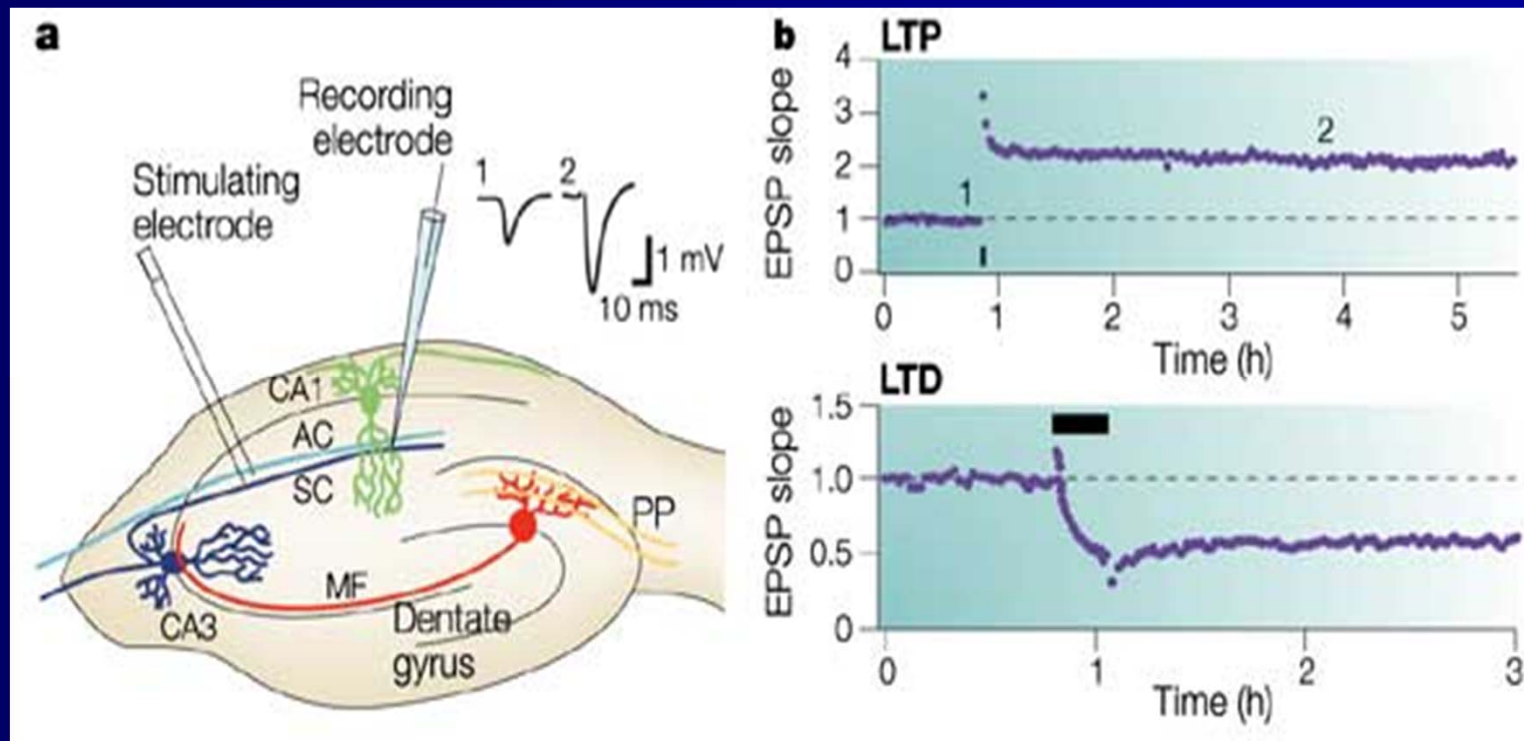 a
Recording
electrode
Stimulating
electrode
1
2
1 mV
10 ms
CA1
AC
SC
PP
MF
CA3
Dentate
gyrus
b
LTP
EPSP slope
4
3
2
1
0
1
2
0
1
2
3
4
5
Time (h)
LTD
EPSP slope
1.5
1.0
0.5
0
0
1
2
3
Time (h)